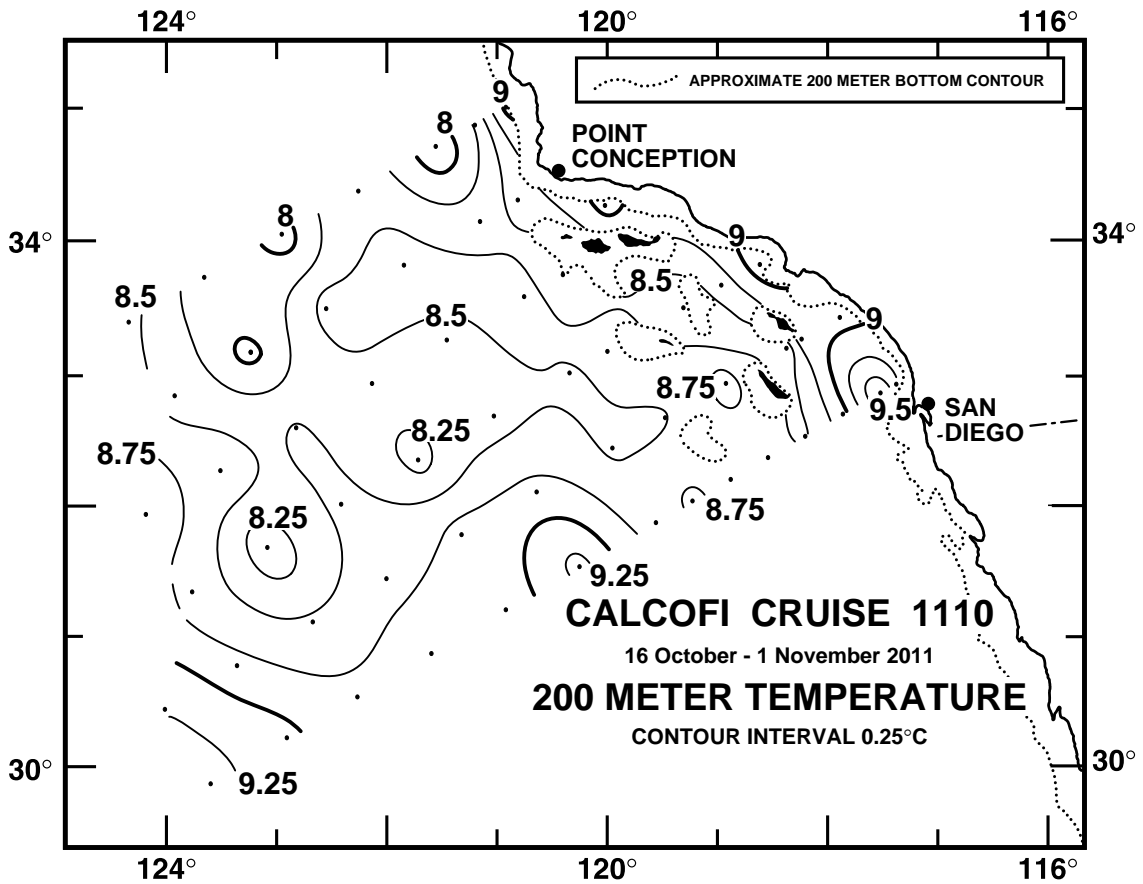 124° 120° 116°
APPROXIMATE 200 METER BOTTOM CONTOUR
9
8
POINT
CONCEPTION
8
9
34° 34°
8.5
8.5
8.5
9
8.75
9.5
SAN
DIEGO
8.25
8.75
8.25
8.75
9.25
CALCOFI CRUISE 1110
16 October - 1 November 2011
200 METER TEMPERATURE
CONTOUR INTERVAL 0.25°C
30° 30°
9.25
124° 120° 116°